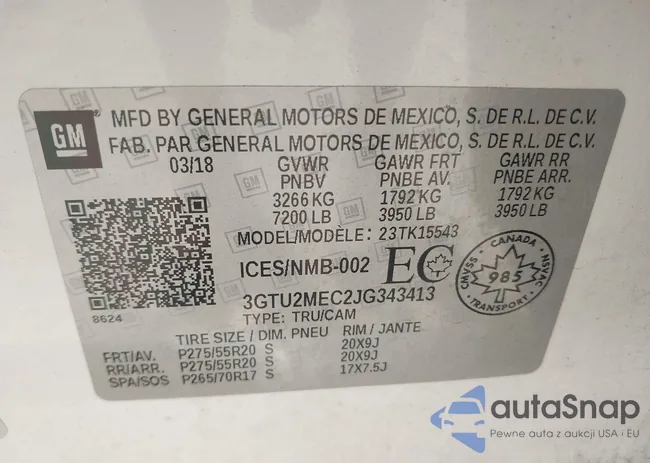 GM
MFD BY GENERAL MOTORS DE MEXICO, S. DE R.L. DE C.V.
FAB. PAR GENERAL MOTORS DE MEXICO, S. DE R.L. DE C.V.
03/18 GVWR GAWR FRT GAWR RR
PNBV PNBE AV. PNBE ARR.
3266 KG 1792 KG 1792 KG
7200 LB 3950 LB 3950 LB
MODEL/MODÈLE: 23TK15543
ICES/NMB-002 EC
CANADA
CMVSS 985 NSVAC
TRANSPORT
3GTU2MEC2JG343413
8624
TYPE: TRU/CAM
TIRE SIZE / DIM. PNEU RIM / JANTE
FRT/AV. P275/55R20 S 20X9J
RR/ARR. P275/55R20 S 20X9J
SPA/SOS P265/70R17 S 17X7.5J
autaSnap
Pewne auta z aukcji USA i EU